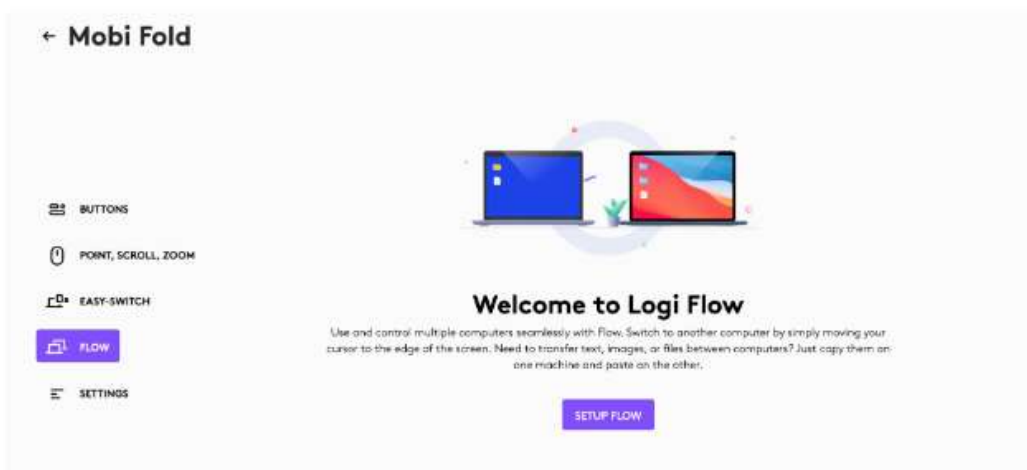 ← Mobi Fold
BUTTONS
POINT, SCROLL, ZOOM
EASY-SWITCH
FLOW
SETTINGS
Welcome to Logi Flow
Use and control multiple computers seamlessly with Flow. Switch to another computer by simply moving your
cursor to the edge of the screen. Need to transfer text, images, or files between computers? Just copy them on
one machine and paste on the other.
SETUP FLOW